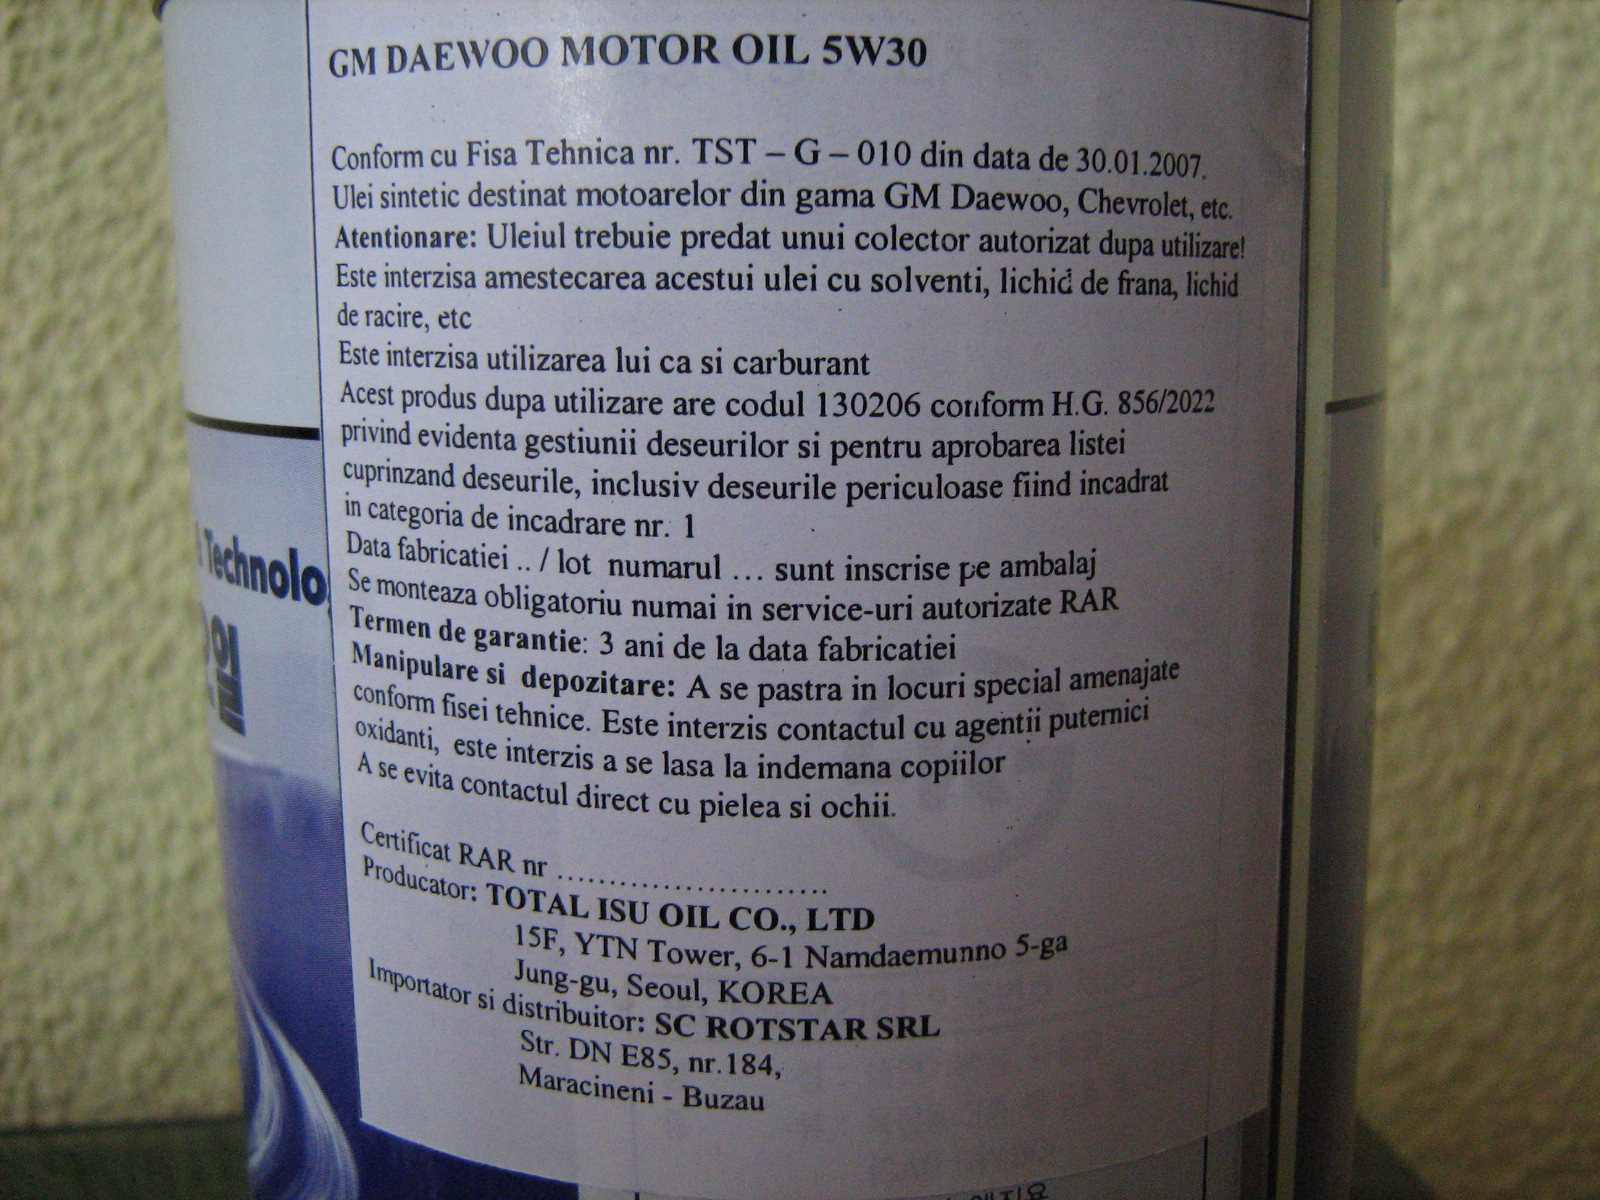 GM DAEWOO MOTOR OIL 5W30
Conform cu Fisa Tehnica nr. TST – G – 010 din data de 30.01.2007.
Ulei sintetic destinat motoarelor din gama GM Daewoo, Chevrolet, etc.
Atentionare: Uleiul trebuie predat unui colector autorizat dupa utilizare!
Este interzisa amestecarea acestui ulei cu solventi, lichid de frana, lichid
de racire, etc
Este interzisa utilizarea lui ca si carburant
Acest produs dupa utilizare are codul 130206 conform H.G. 856/2022
privind evidenta gestiunii deseurilor si pentru aprobarea listei
cuprinzand deseurile, inclusiv deseurile periculoase fiind incadrat
in categoria de incadrare nr. 1
Data fabricatiei .. / lot numarul ... sunt inscrise pe ambalaj
Se monteaza obligatoriu numai in service-uri autorizate RAR
Termen de garantie: 3 ani de la data fabricatiei
Manipulare si depozitare: A se pastra in locuri special amenajate
conform fisei tehnice. Este interzis contactul cu agentii puternici
oxidanti, este interzis a se lasa la indemana copiilor
A se evita contactul direct cu pielea si ochii.
Certificat RAR nr ..........................
Producator: TOTAL ISU OIL CO., LTD
15F, YTN Tower, 6-1 Namdaemunno 5-ga
Jung-gu, Seoul, KOREA
Importator si distribuitor: SC ROTSTAR SRL
Str. DN E85, nr.184,
Maracineni - Buzau
Technolo